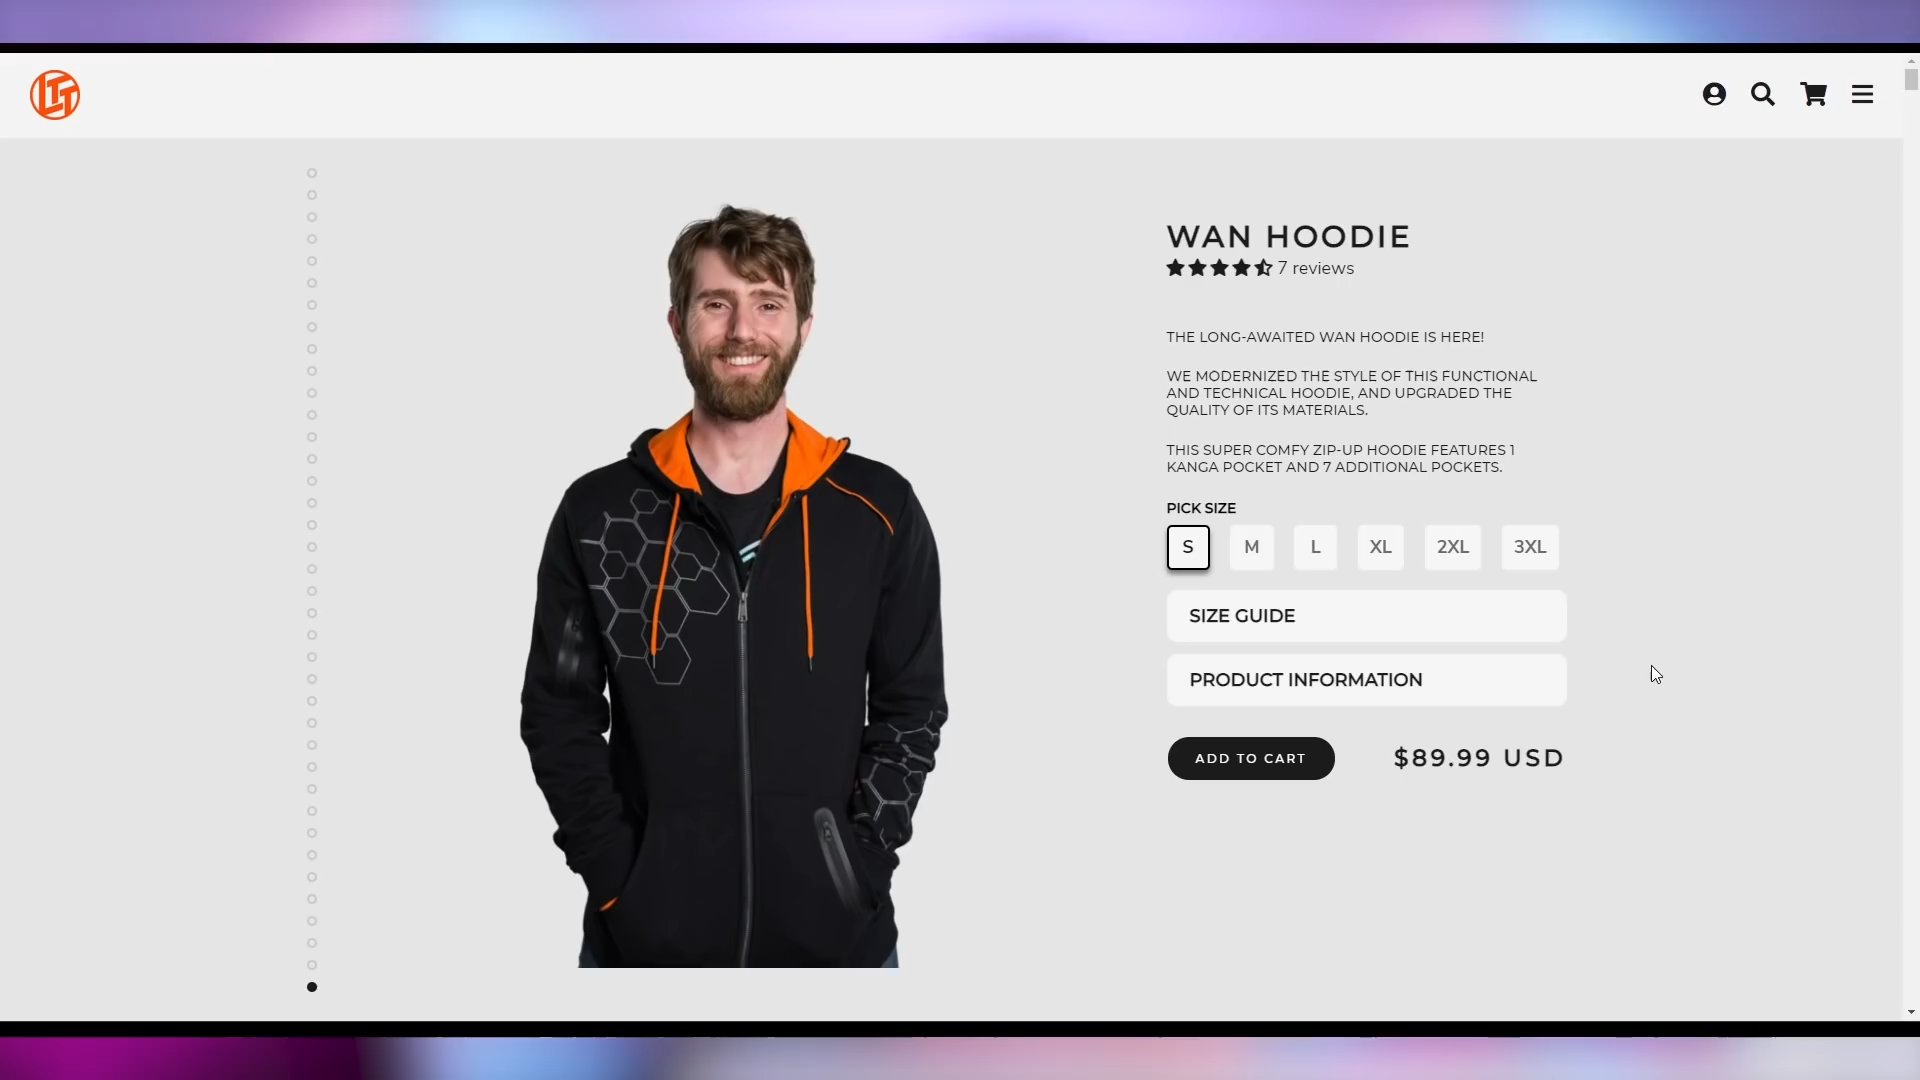 LTT
WAN HOODIE
7 reviews
THE LONG-AWAITED WAN HOODIE IS HERE!
WE MODERNIZED THE STYLE OF THIS FUNCTIONAL
AND TECHNICAL HOODIE, AND UPGRADED THE
QUALITY OF ITS MATERIALS.
THIS SUPER COMFY ZIP-UP HOODIE FEATURES 1
KANGA POCKET AND 7 ADDITIONAL POCKETS.
PICK SIZE
S M L XL 2XL 3XL
SIZE GUIDE
PRODUCT INFORMATION
ADD TO CART $89.99 USD